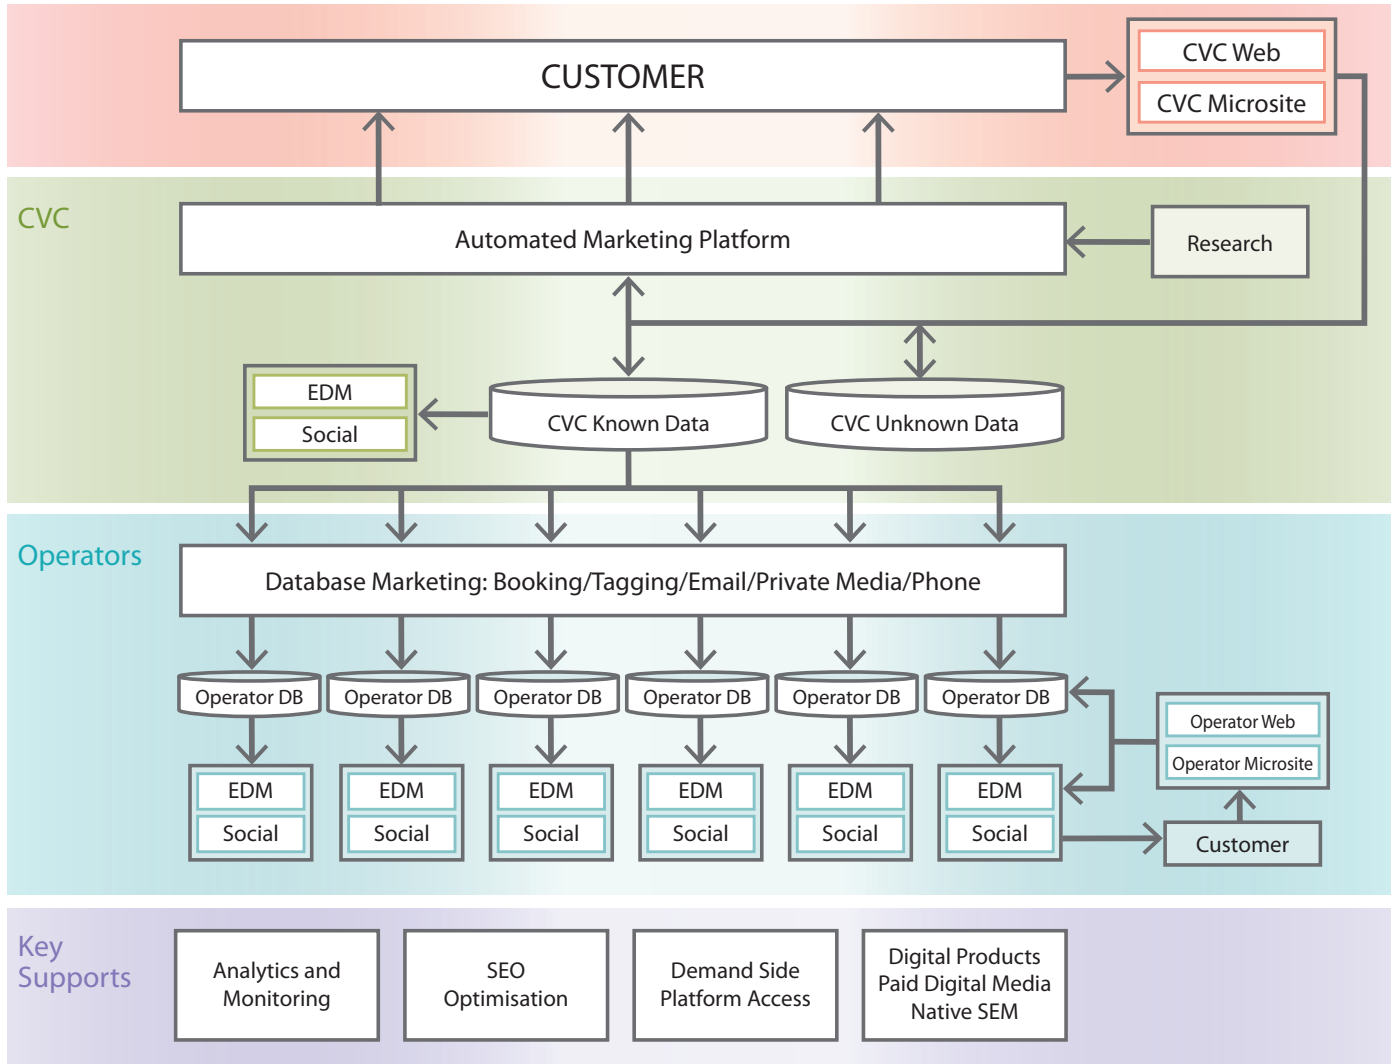 CUSTOMER
CVC Web
CVC Microsite
CVC
Automated Marketing Platform
Research
EDM
Social
CVC Known Data
CVC Unknown Data
Operators
Database Marketing: Booking/Tagging/Email/Private Media/Phone
Operator DB
Operator DB
Operator DB
Operator DB
Operator DB
Operator DB
Operator Web
Operator Microsite
EDM
EDM
EDM
EDM
EDM
EDM
Social
Social
Social
Social
Social
Social
Customer
Key
Supports
Analytics and
Monitoring
SEO
Optimisation
Demand Side
Platform Access
Digital Products
Paid Digital Media
Native SEM